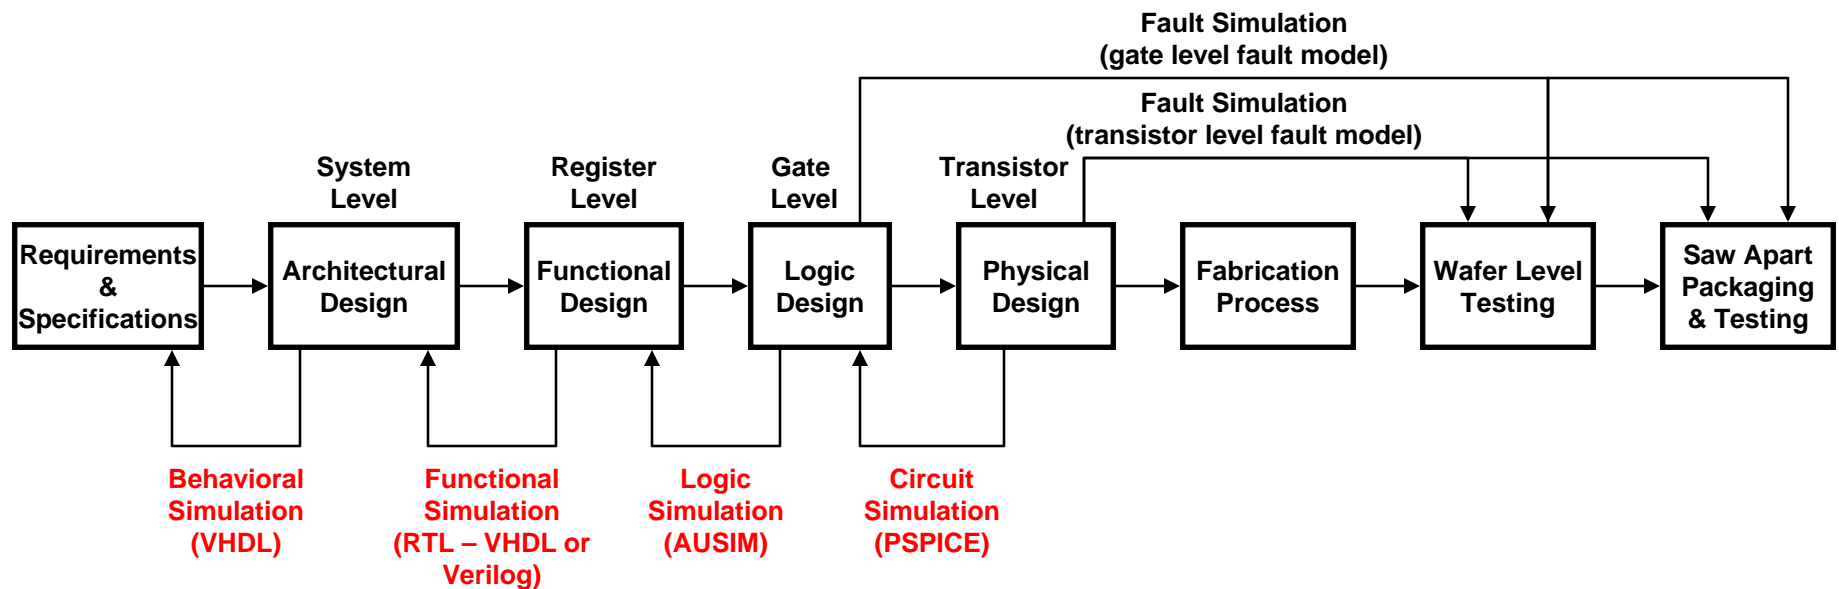 Fault Simulation
(gate level fault model)
Fault Simulation
(transistor level fault model)
System
Level
Register
Level
Gate
Level
Transistor
Level
Requirements
&
Specifications
Architectural
Design
Functional
Design
Logic
Design
Physical
Design
Fabrication
Process
Wafer Level
Testing
Saw Apart
Packaging
& Testing
Behavioral
Simulation
(VHDL)
Functional
Simulation
(RTL – VHDL or
Verilog)
Logic
Simulation
(AUSIM)
Circuit
Simulation
(PSPICE)